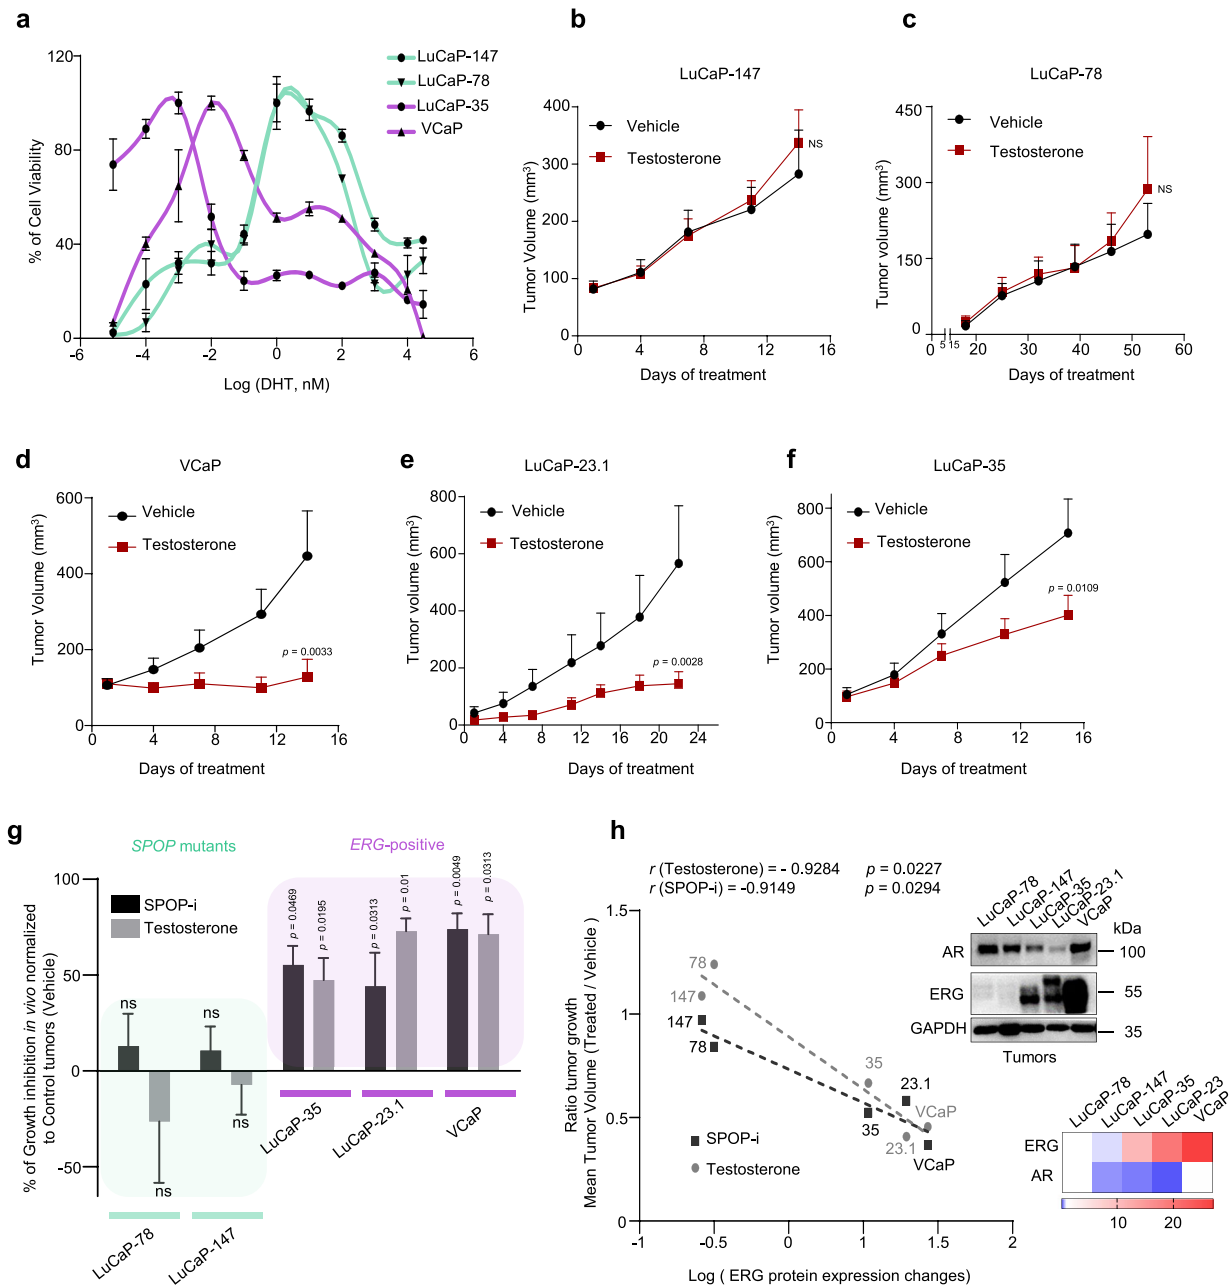 a
120
80
40
0
% of Cell Viability
-6
-4
-2
0
2
4
6
Log (DHT, nM)
LuCaP-147
LuCaP-78
LuCaP-35
VCaP
b
LuCaP-147
400
300
200
100
0
Tumor Volume (mm³)
Vehicle
Testosterone
NS
0
4
8
12
16
Days of treatment
c
LuCaP-78
450
300
150
0
Tumor volume (mm³)
Vehicle
Testosterone
NS
0
5
15
20
30
40
50
60
Days of treatment
d
VCaP
600
400
200
0
Tumor Volume (mm³)
Vehicle
Testosterone
p = 0.0033
0
4
8
12
16
Days of treatment
e
LuCaP-23.1
800
600
400
200
0
Tumor volume (mm³)
Vehicle
Testosterone
p = 0.0028
0
4
8
12
16
20
24
Days of treatment
f
LuCaP-35
800
600
400
200
0
Tumor volume (mm³)
Vehicle
Testosterone
p = 0.0109
0
4
8
12
16
Days of treatment
g
SPOP mutants
ERG-positive
100
50
0
-50
% of Growth inhibition in vivo normalized
to Control tumors (Vehicle)
SPOP-i
Testosterone
ns
ns
ns
ns
p = 0.0469
p = 0.0195
p = 0.0313
p = 0.01
p = 0.0049
p = 0.0313
LuCaP-78
LuCaP-147
LuCaP-35
LuCaP-23.1
VCaP
h
r (Testosterone) = - 0.9284 p = 0.0227
r (SPOP-i) = -0.9149 p = 0.0294
1.5
1
0.5
0
Ratio tumor growth
Mean Tumor Volume (Treated / Vehicle)
78
147
147
78
35
35
23.1
VCaP
23.1
VCaP
SPOP-i
Testosterone
-1
-0.5
0
0.5
1
1.5
2
Log ( ERG protein expression changes)
LuCaP-78
LuCaP-147
LuCaP-35
LuCaP-23.1
VCaP
kDa
AR
100
ERG
55
GAPDH
35
Tumors
LuCaP-78
LuCaP-147
LuCaP-35
LuCaP-23
VCaP
ERG
AR
10
20